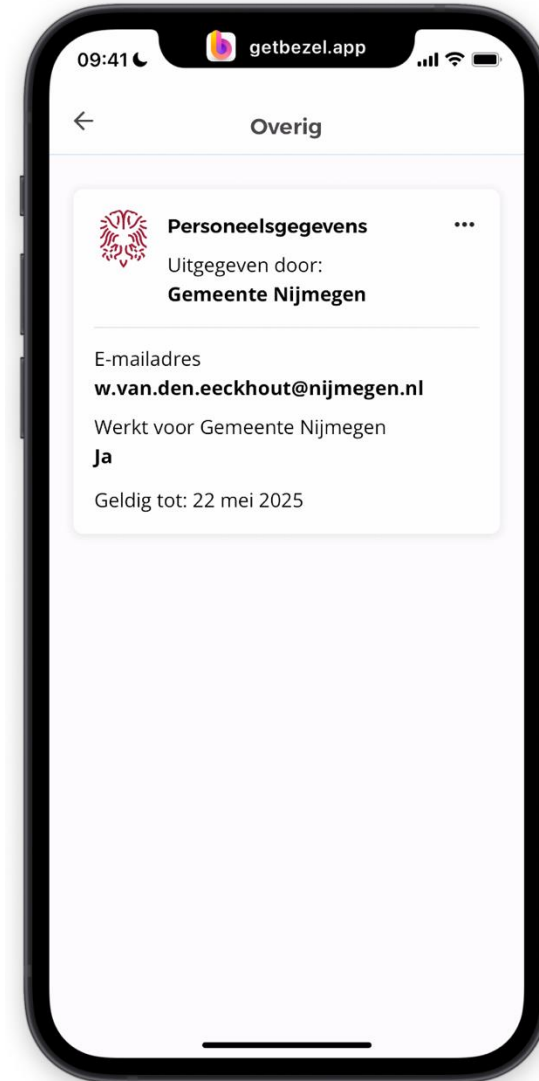 09:41
getbezel.app
Overig
Personeelsgegevens
Uitgegeven door:
Gemeente Nijmegen
E-mailadres
w.van.den.eeckhout@nijmegen.nl
Werkt voor Gemeente Nijmegen
Ja
Geldig tot: 22 mei 2025